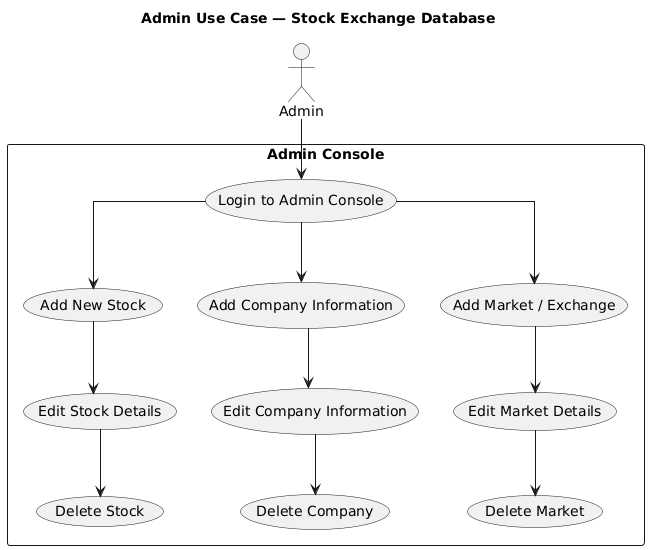 Admin Use Case — Stock Exchange Database
Admin
Admin Console
Login to Admin Console
Add New Stock
Add Company Information
Add Market / Exchange
Edit Stock Details
Edit Company Information
Edit Market Details
Delete Stock
Delete Company
Delete Market